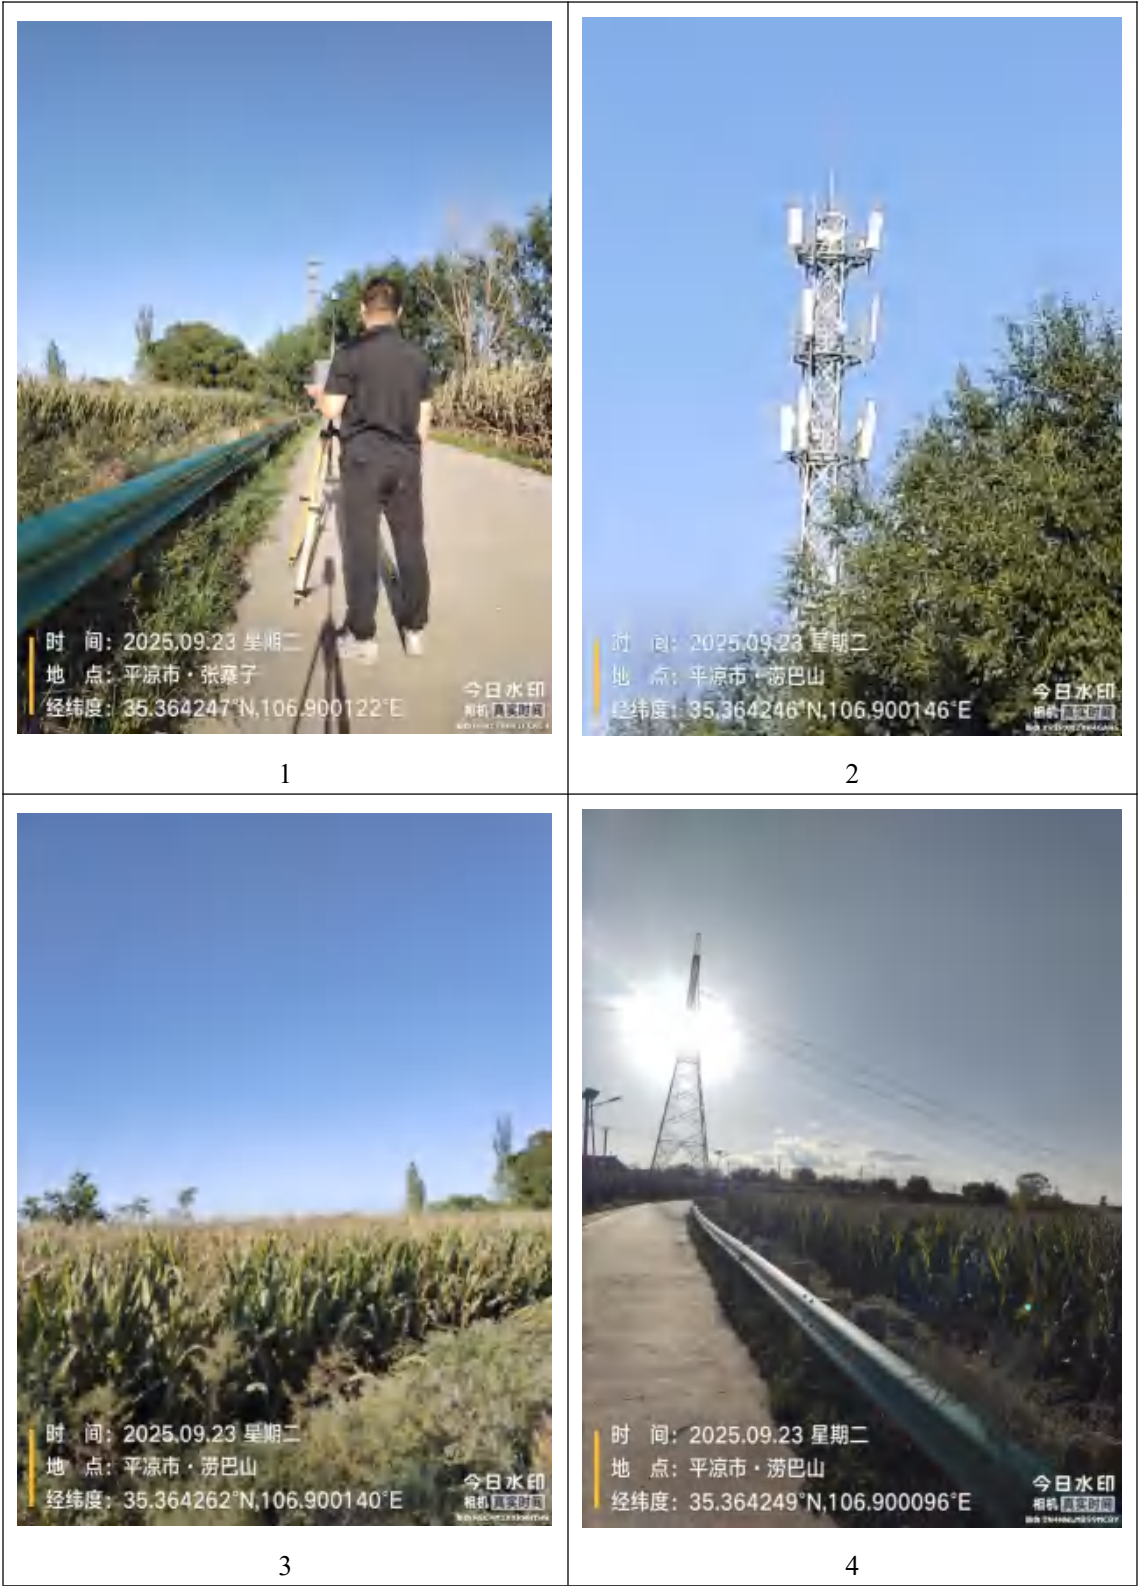 时 间：2025.09.23 星期二
地 点：平凉市·张寨子
经纬度：35.364247°N,106.900122°E
今日水印
相机 真实时间
1
时 间：2025.09.23 星期二
地 点：平凉市·涝巴山
经纬度：35.364246°N,106.900146°E
今日水印
相机 真实时间
2
时 间：2025.09.23 星期二
地 点：平凉市·涝巴山
经纬度：35.364262°N,106.900140°E
今日水印
相机 真实时间
3
时 间：2025.09.23 星期二
地 点：平凉市·涝巴山
经纬度：35.364249°N,106.900096°E
今日水印
相机 真实时间
4